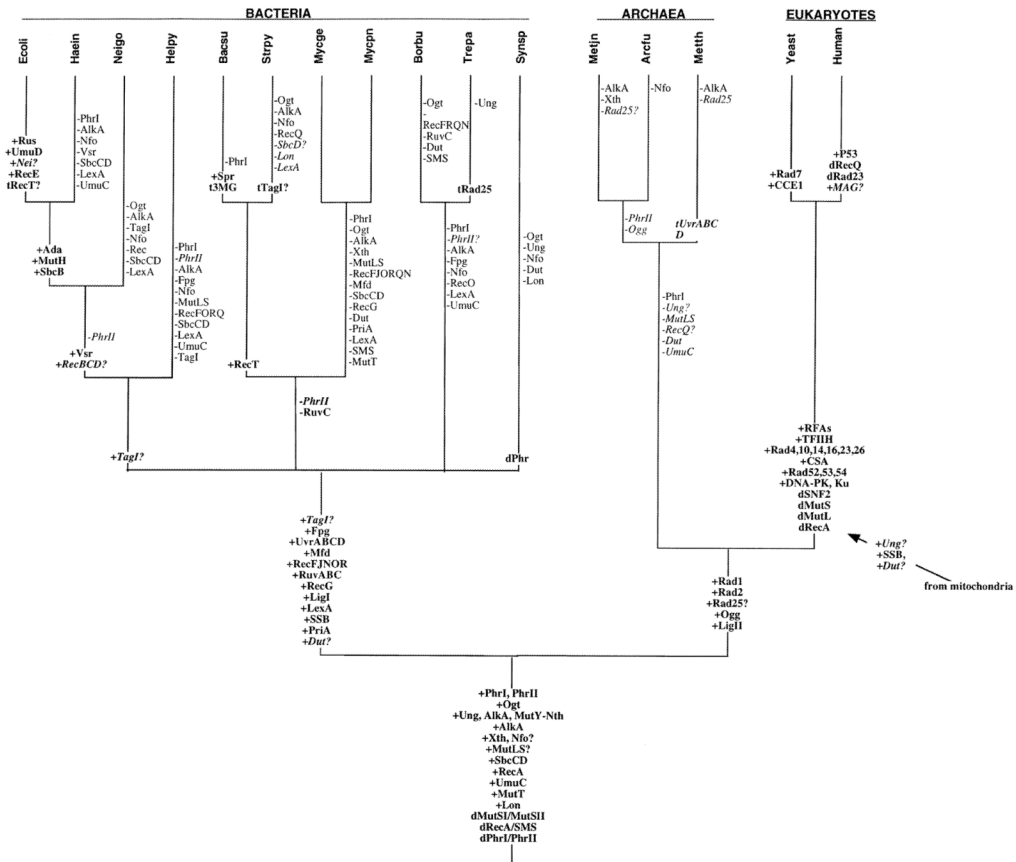 BACTERIA
ARCHAEA
EUKARYOTES
Ecoli
Haein
Neigo
Helpy
Bacsu
Strpy
Mycge
Mycpn
Borbu
Trepa
Synsp
Metjn
Arcfu
Metth
Yeast
Human
+Rus
+UmuD
+Nei?
+RecE
tRecT?
-PhrI
-AlkA
-Nfo
-Vsr
-SbcCD
-LexA
-UmuC
+Ada
+MutH
+SbcB
-Ogt
-AlkA
-TagI
-Nfo
-Rec
-SbcCD
-LexA
-PhrII
+Vsr
+RecBCD?
-PhrI
-PhrII
-AlkA
-Fpg
-Nfo
-MutLS
-RecFORQ
-SbcCD
-LexA
-UmuC
-TagI
+TagI?
-PhrI
+Spr
t3MG
-Ogt
-AlkA
-Nfo
-RecQ
-SbcD?
-Lon
-LexA
tTagI?
+RecT
-PhrI
-Ogt
-AlkA
-Xth
-MutLS
-RecFJORQN
-Mfd
-SbcCD
-RecG
-Dut
-PriA
-LexA
-SMS
-MutT
-PhrII
-RuvC
-Ogt
-
RecFRQN
-RuvC
-Dut
-SMS
-Ung
tRad25
-PhrI
-PhrII?
-AlkA
-Fpg
-Nfo
-RecO
-LexA
-UmuC
-Ogt
-Ung
-Nfo
-Dut
-Lon
dPhr
+TagI?
+Fpg
+UvrABCD
+Mfd
+RecFJNOR
+RuvABC
+RecG
+LigI
+LexA
+SSB
+PriA
+Dut?
-AlkA
-Xth
-Rad25?
-Nfo
-AlkA
-Rad25
-PhrII
-Ogg
tUvrABC
D
-PhrI
-Ung?
-MutLS
-RecQ?
-Dut
-UmuC
+Rad7
+CCE1
+P53
dRecQ
dRad23
+MAG?
+RFAs
+TFIIH
+Rad4,10,14,16,23,26
+CSA
+Rad52,53,54
+DNA-PK, Ku
dSNF2
dMutS
dMutL
dRecA
+Ung?
+SSB,
+Dut?
from mitochondria
+Rad1
+Rad2
+Rad25?
+Ogg
+LigII
+PhrI, PhrII
+Ogt
+Ung, AlkA, MutY-Nth
+AlkA
+Xth, Nfo?
+MutLS?
+SbcCD
+RecA
+UmuC
+MutT
+Lon
dMutSI/MutSII
dRecA/SMS
dPhrI/PhrII